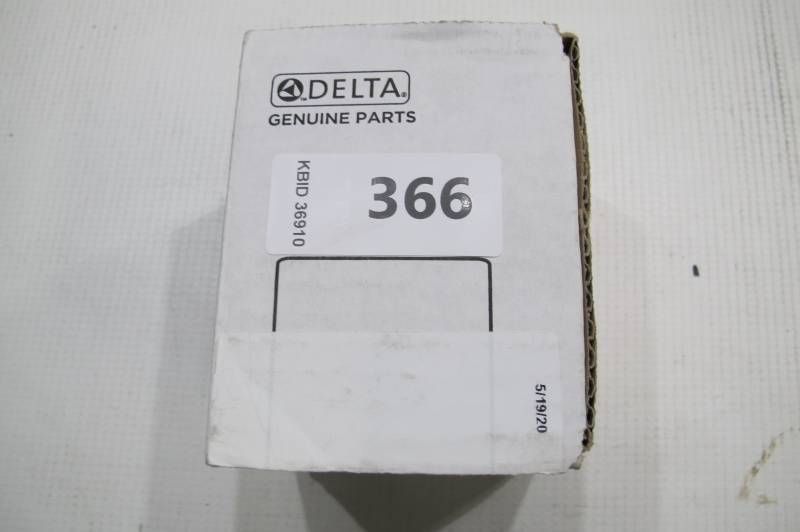 DELTA
GENUINE PARTS
KBID 36910
366
5/19/20